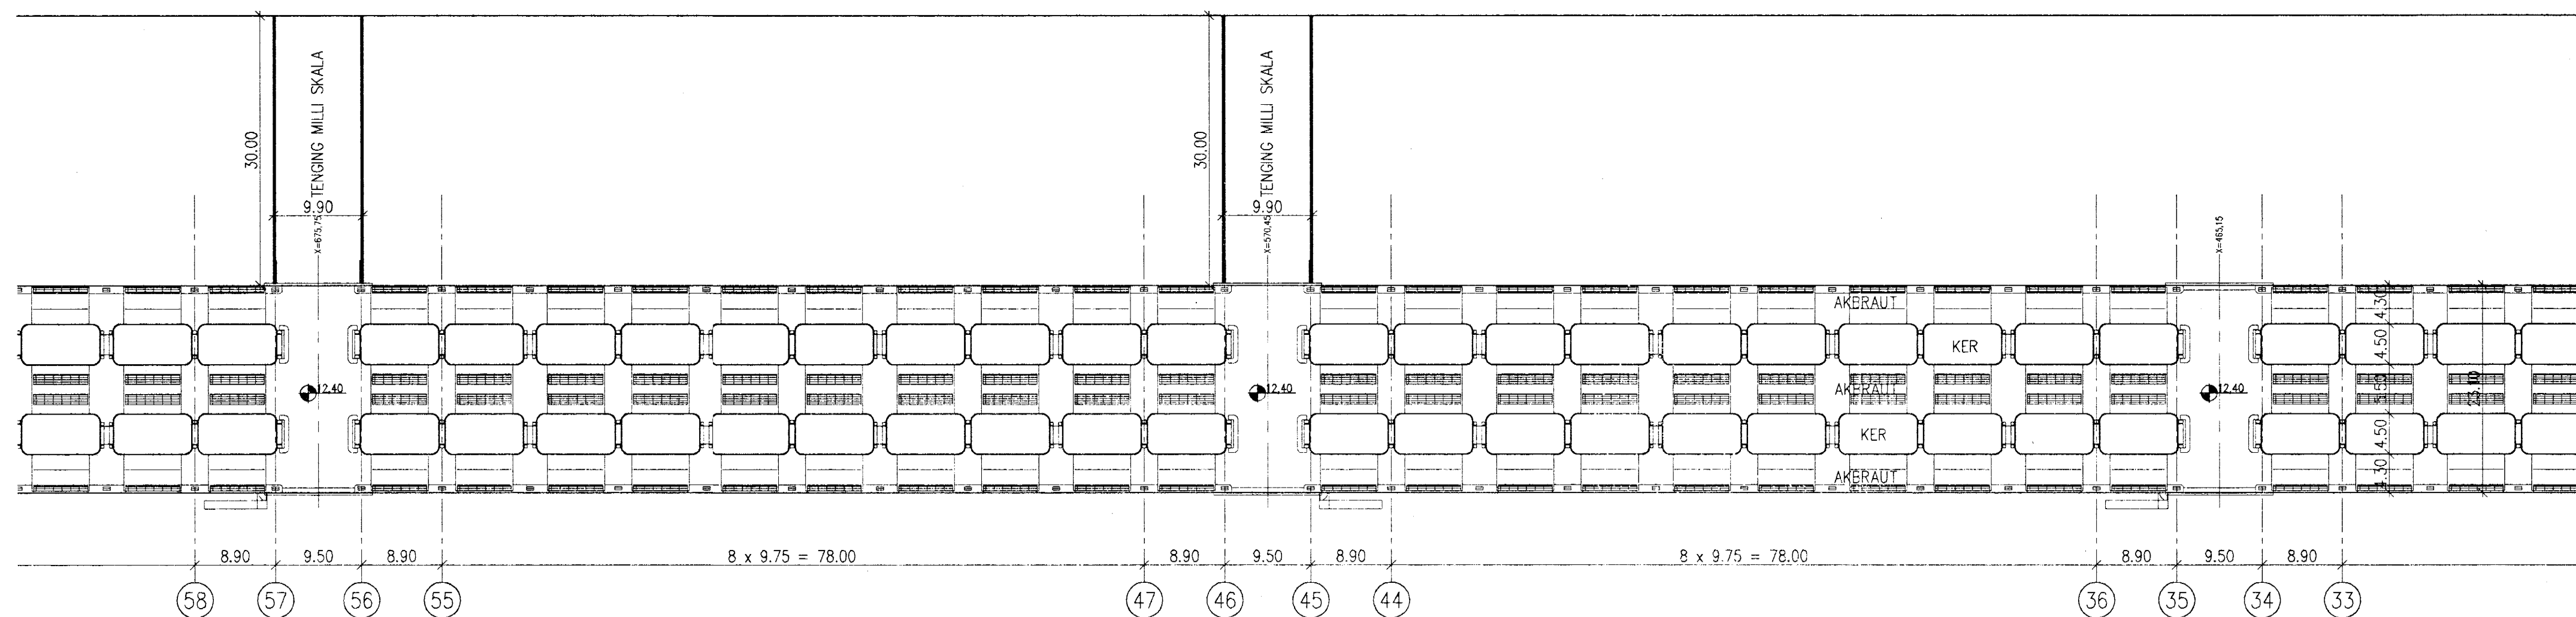 30.00
TENGING MILLI SKALA
9.90
x=675,75
30.00
TENGING MILLI SKALA
9.90
x=570,45
x=465,15
AKBRAUT
4.30
KER
4.50
12,40
12,40
AKBRAUT
12,40
5.50
23.10
KER
4.50
AKBRAUT
4.30
8.90 9.50 8.90 8 x 9.75 = 78.00 8.90 9.50 8.90 8 x 9.75 = 78.00 8.90 9.50 8.90
58 57 56 55 47 46 45 44 36 35 34 33